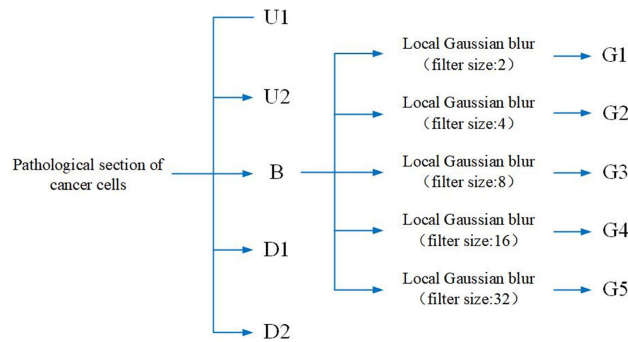 U1
Local Gaussian blur
（filter size:2）
G1
U2
Local Gaussian blur
（filter size:4）
G2
Pathological section of
cancer cells
B
Local Gaussian blur
（filter size:8）
G3
Local Gaussian blur
（filter size:16）
G4
D1
Local Gaussian blur
（filter size:32）
G5
D2